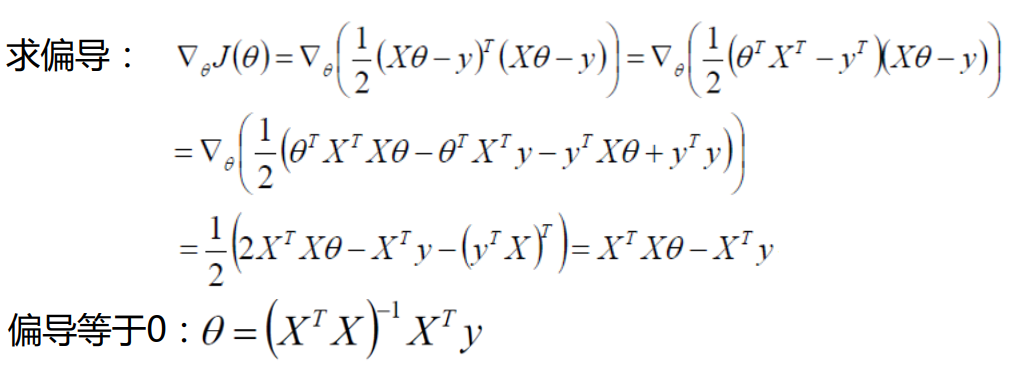 求偏导： ∇_θ J(θ) = ∇_θ (1/2 (Xθ − y)^T (Xθ − y)) = ∇_θ (1/2 (θ^T X^T − y^T)(Xθ − y))
= ∇_θ (1/2 (θ^T X^T Xθ − θ^T X^T y − y^T Xθ + y^T y))
= 1/2 (2X^T Xθ − X^T y − (y^T X)^T) = X^T Xθ − X^T y
偏导等于0：θ = (X^T X)^−1 X^T y